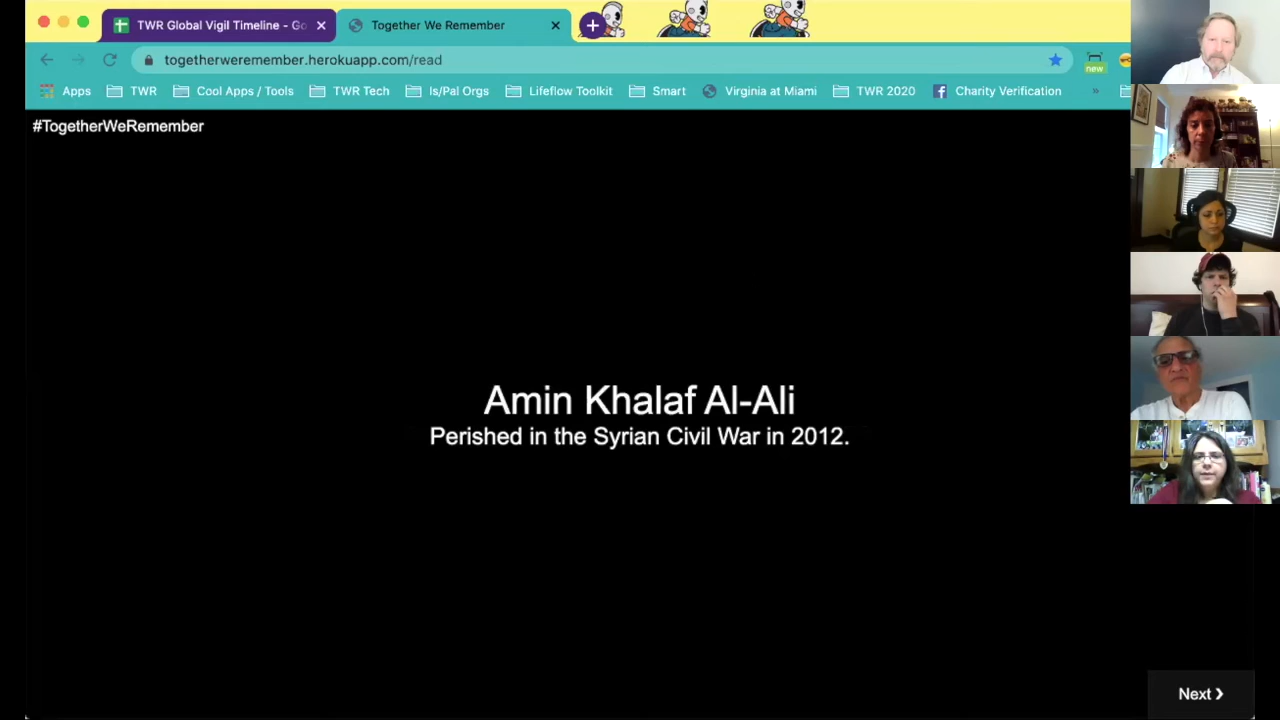 TWR Global Vigil Timeline - Go
Together We Remember
togetherweremember.herokuapp.com/read
new
Apps
TWR
Cool Apps / Tools
TWR Tech
Is/Pal Orgs
Lifeflow Toolkit
Smart
Virginia at Miami
TWR 2020
Charity Verification
»
#TogetherWeRemember
Amin Khalaf Al-Ali
Perished in the Syrian Civil War in 2012.
Next ❯